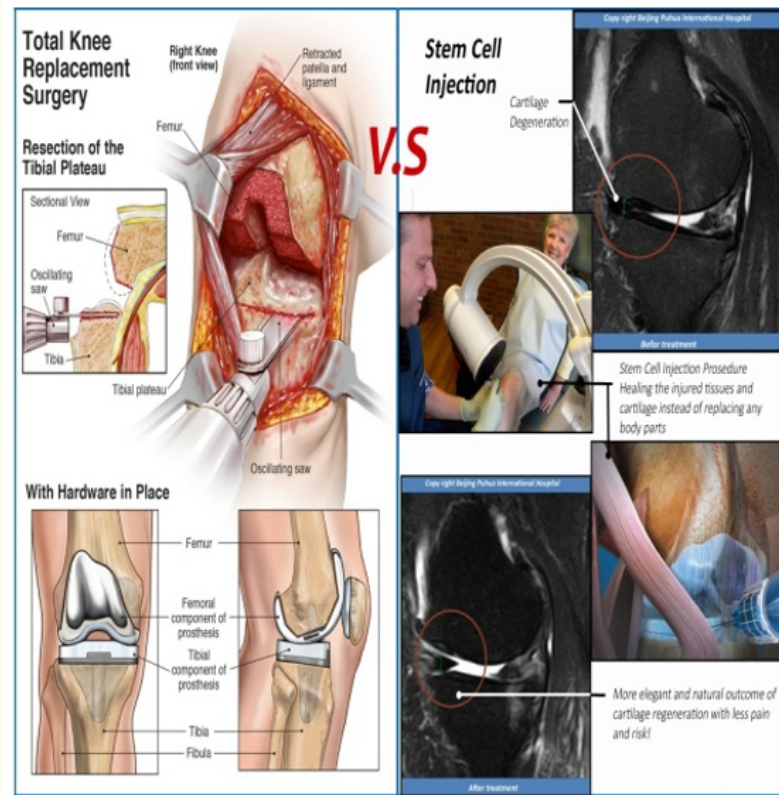 Total Knee
Replacement
Surgery
Right Knee
(front view)
Retracted
patella and
ligament
Femur
Resection of the
Tibial Plateau
Sectional View
Femur
Oscillating
saw
Tibia
Tibial plateau
Oscillating saw
With Hardware in Place
Femur
Femoral
component of
prosthesis
Tibial
component of
prosthesis
Tibia
Fibula
V.S
Stem Cell
Injection
Copy right Beijing Puhua International Hospital
Cartilage
Degeneration
Befor treatment
Stem Cell Injection Prosedure
Healing the injured tissues and
cartilage instead of replacing any
body parts
Copy right Beijing Puhua International Hospital
More elegant and natural outcome of
cartilage regeneration with less pain
and risk!
After treatment